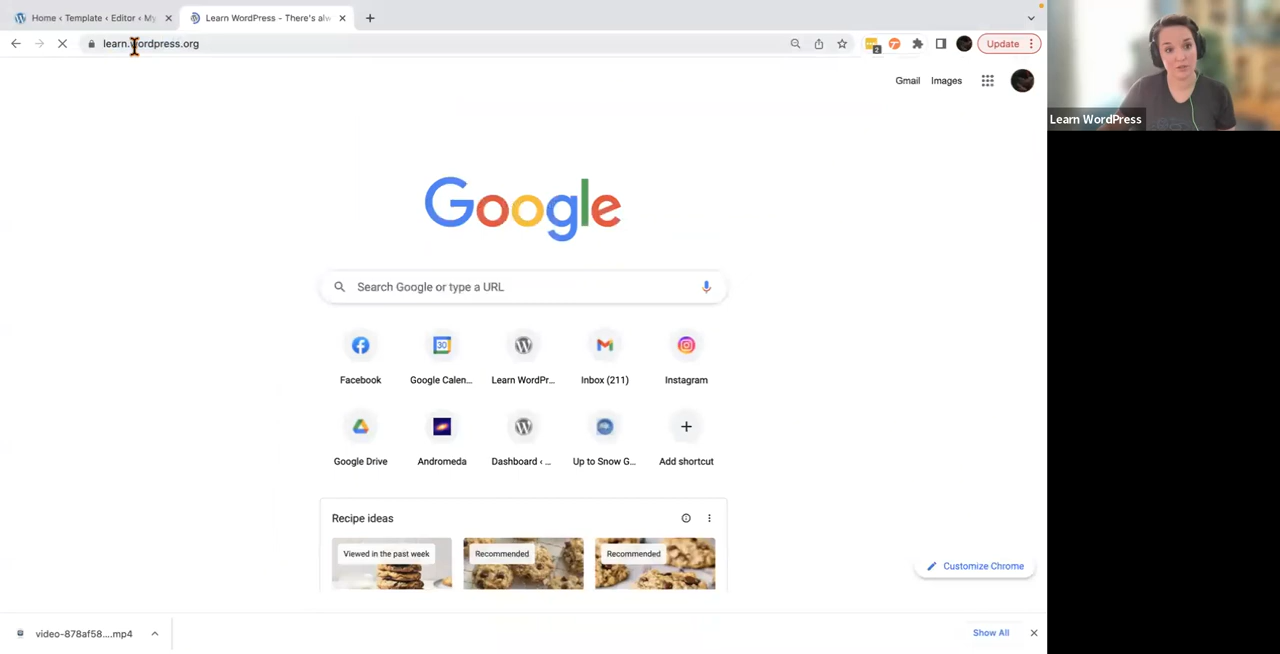 Home ‹ Template ‹ Editor ‹ My
Learn WordPress - There's alw
learn.wordpress.org
2
Update
Learn WordPress
Gmail
Images
Google
Search Google or type a URL
30
Facebook
Google Calen...
Learn WordPr...
Inbox (211)
Instagram
Google Drive
Andromeda
Dashboard ‹ ...
Up to Snow G...
Add shortcut
Recipe ideas
Viewed in the past week
Recommended
Recommended
Customize Chrome
video-878af58....mp4
Show All